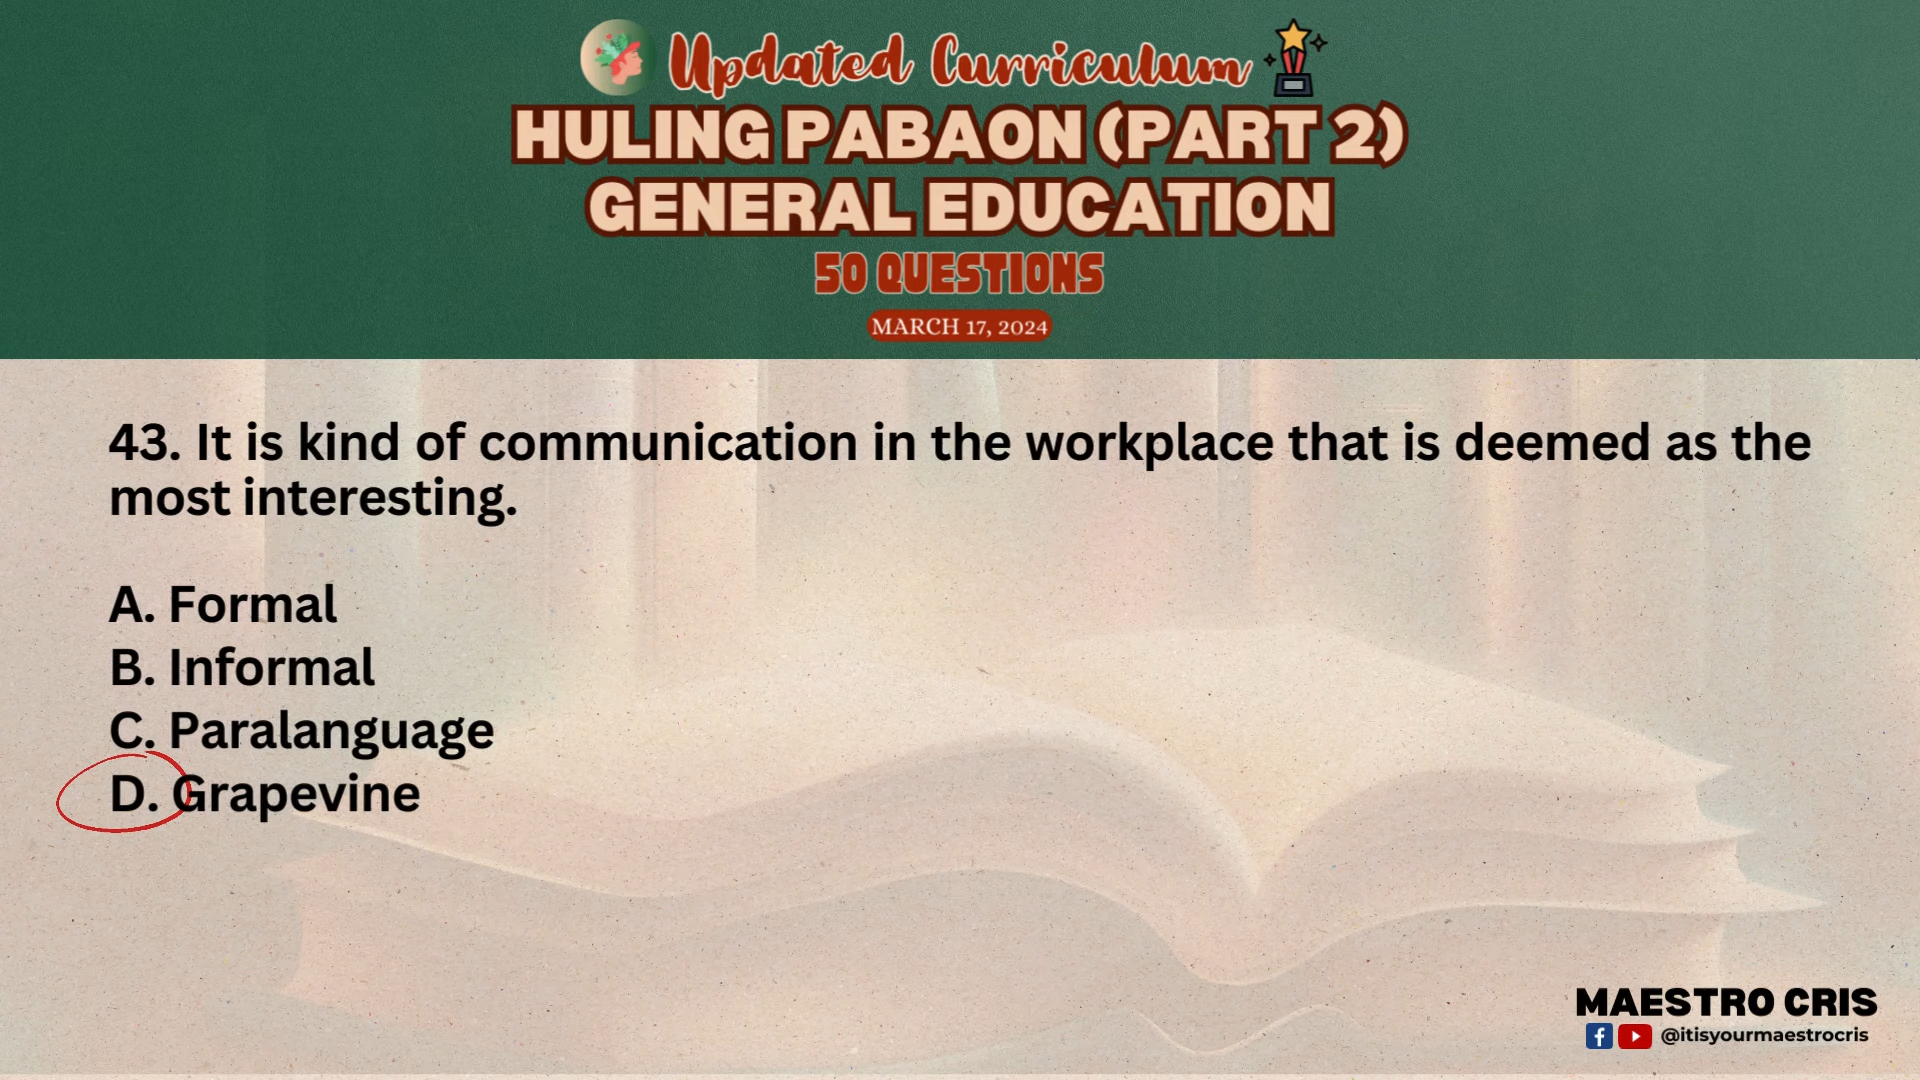 Updated Curriculum
HULING PABAON (PART 2)
GENERAL EDUCATION
50 QUESTIONS
MARCH 17, 2024
43. It is kind of communication in the workplace that is deemed as the
most interesting.
A. Formal
B. Informal
C. Paralanguage
D. Grapevine
MAESTRO CRIS
@itisyourmaestrocris